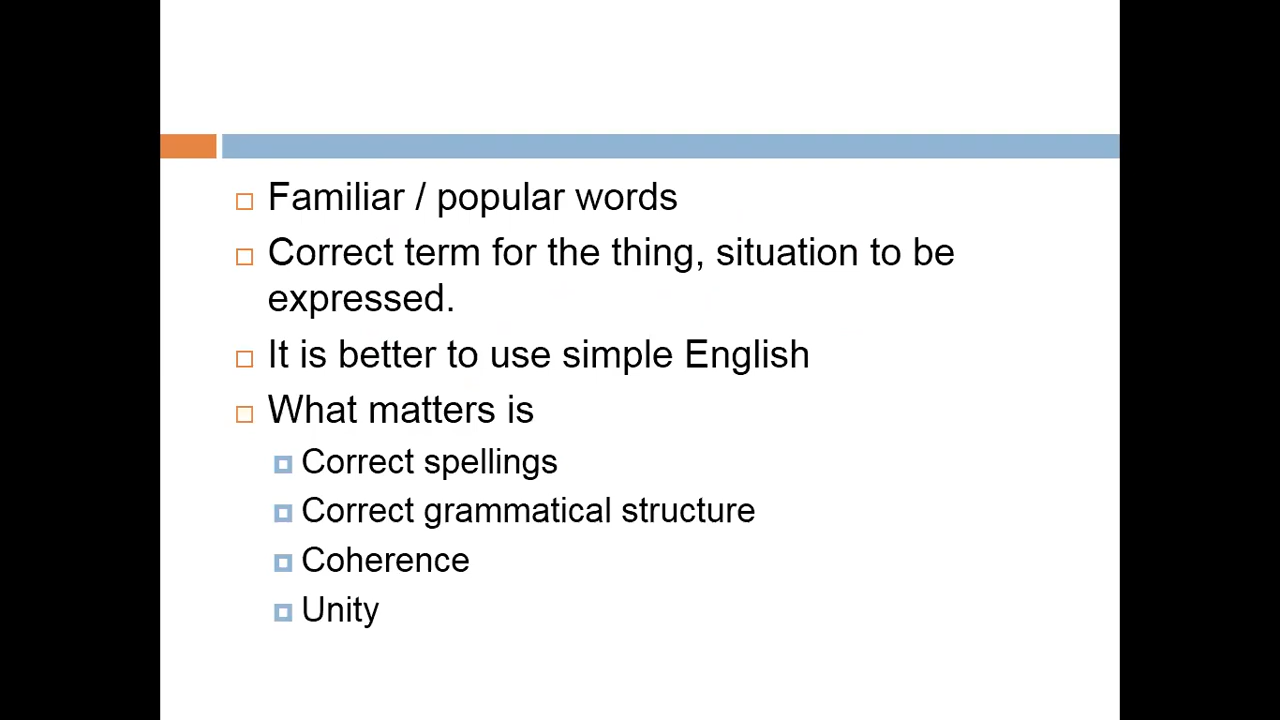 Familiar / popular words
Correct term for the thing, situation to be
expressed.
It is better to use simple English
What matters is
Correct spellings
Correct grammatical structure
Coherence
Unity